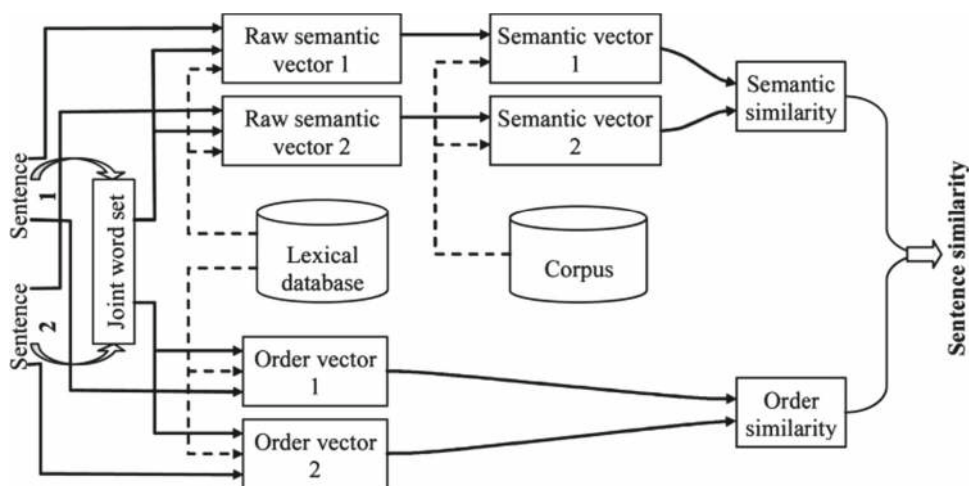 Sentence 1
Sentence 2
Joint word set
Raw semantic
vector 1
Raw semantic
vector 2
Semantic vector
1
Semantic vector
2
Semantic
similarity
Lexical
database
Corpus
Order vector
1
Order vector
2
Order
similarity
Sentence similarity